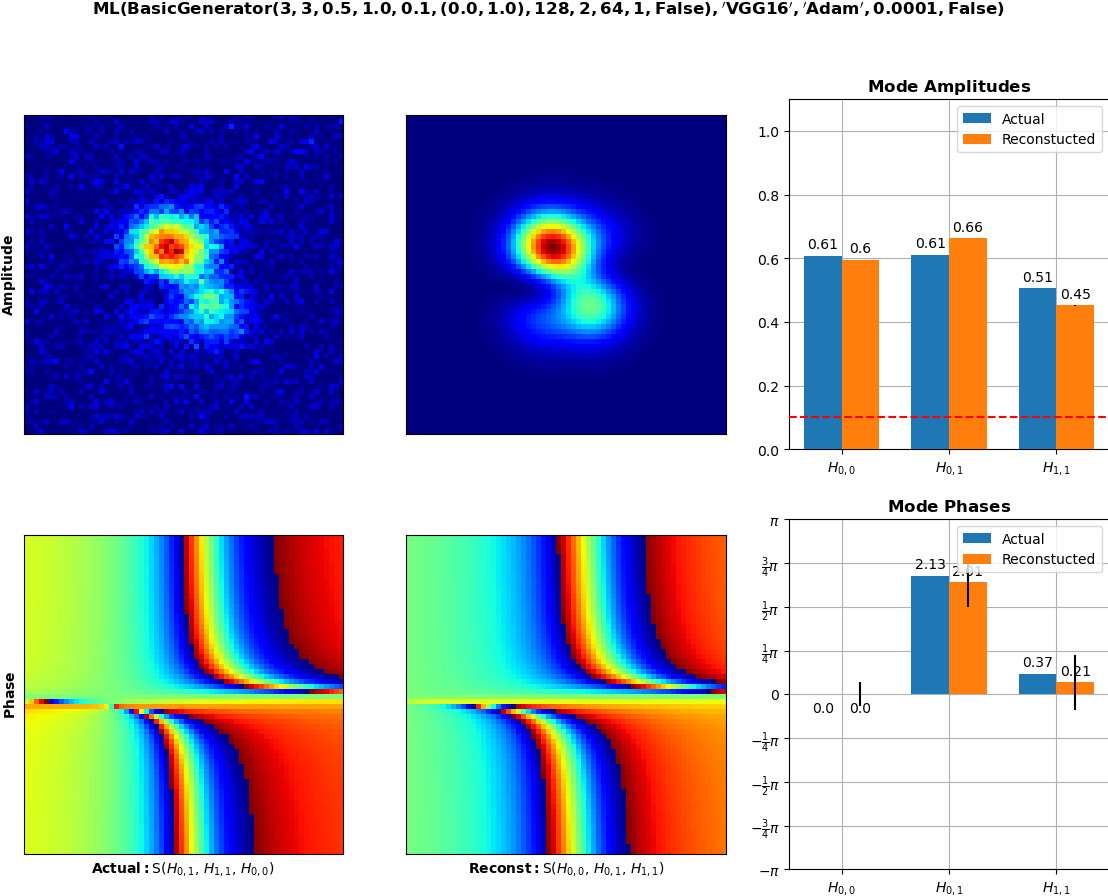 ML(BasicGenerator(3, 3, 0.5, 1.0, 0.1, (0.0, 1.0), 128, 2, 64, 1, False), 'VGG16', 'Adam', 0.0001, False)
Amplitude
Mode Amplitudes
Actual
Reconstucted
1.0
0.8
0.6
0.4
0.2
0.0
0.61
0.6
0.61
0.66
0.51
0.45
H0,0
H0,1
H1,1
Phase
Actual: S(H0,1, H1,1, H0,0)
Reconst: S(H0,0, H0,1, H1,1)
Mode Phases
Actual
Reconstucted
π
3/4π
1/2π
1/4π
0
−1/4π
−1/2π
−3/4π
−π
0.0
0.0
2.13
2.01
0.37
0.21
H0,0
H0,1
H1,1